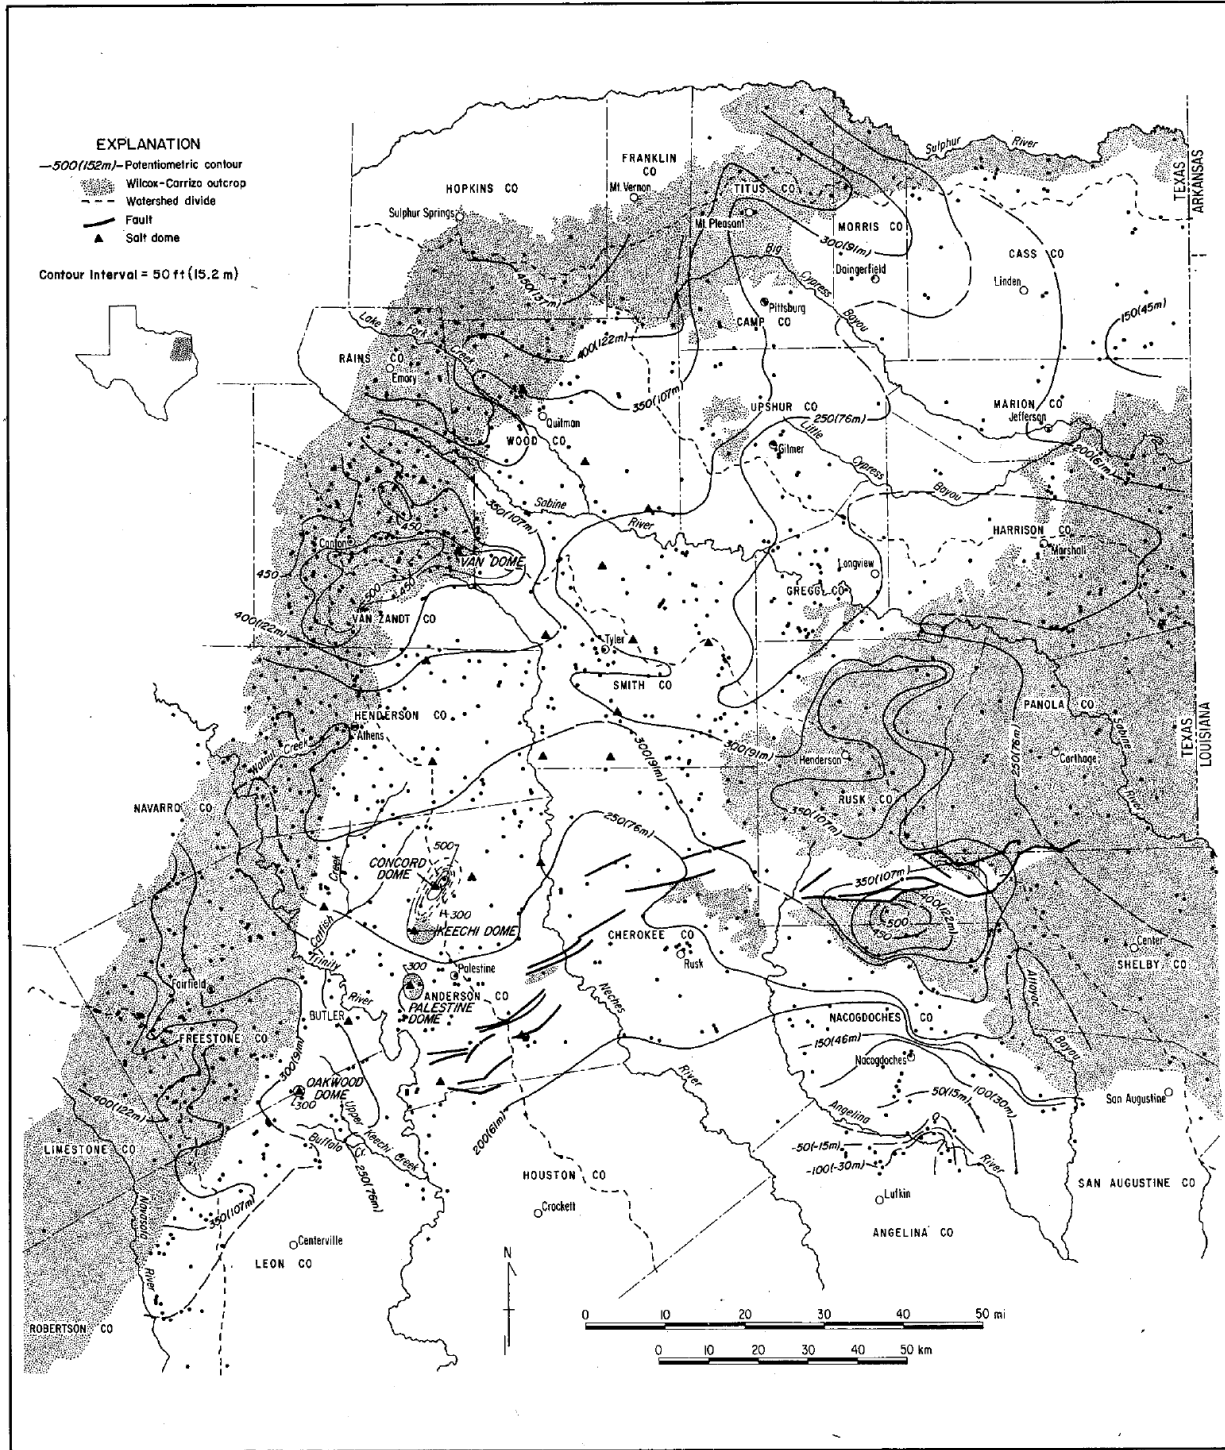 EXPLANATION
—500(152m)— Potentiometric contour
Wilcox-Carrizo outcrop
Watershed divide
Fault
Salt dome
Contour Interval = 50 ft (15.2 m)
FRANKLIN
CO
Mt. Vernon
HOPKINS CO
Sulphur Springs
TITUS CO
Mt. Pleasant
Sulphur
River
TEXAS
ARKANSAS
MORRIS CO
300(91m)
Daingerfield
CASS CO
Linden
Big
Cypress
Bayou
450(137m)
Pittsburg
CAMP CO
150(45m)
Lake
Fork
Creek
RAINS CO
Emory
400(122m)
350(107m)
Quitman
WOOD CO
UPSHUR CO
250(76m)
Gilmer
Little
Cypress
Bayou
MARION CO
Jefferson
200(61m)
350(107m)
Sabine
River
450
Canton
VAN DOME
450
500
450
VAN ZANDT CO
400(122m)
HARRISON CO
Marshall
Longview
GREGG CO
Tyler
SMITH CO
HENDERSON CO
Athens
Walnut Creek
300(91m)
300(91m)
Henderson
RUSK CO
350(107m)
PANOLA CO
250(76m)
Carthage
Sabine
River
TEXAS
LOUISIANA
NAVARRO CO
250(76m)
500
CONCORD
DOME
300
KEECHI DOME
Catfish
Creek
350(107m)
400(122m)
500
450
CHEROKEE CO
Rusk
Center
SHELBY CO
Trinity
River
300
Palestine
ANDERSON CO
PALESTINE
DOME
BUTLER
Fairfield
FREESTONE CO
300(91m)
Neches
River
NACOGDOCHES CO
150(46m)
Nacogdoches
Attoyac
Bayou
OAKWOOD
DOME
300
400(122m)
LIMESTONE CO
Buffalo
Upper Keechi Creek
250(76m)
200(61m)
Angelina
River
50(15m)
100(30m)
0
-50(-15m)
-100(-30m)
San Augustine
SAN AUGUSTINE CO
HOUSTON CO
Crockett
Lufkin
ANGELINA CO
350(107m)
Navasota
River
Centerville
LEON CO
ROBERTSON CO
N
0 10 20 30 40 50 mi
0 10 20 30 40 50 km